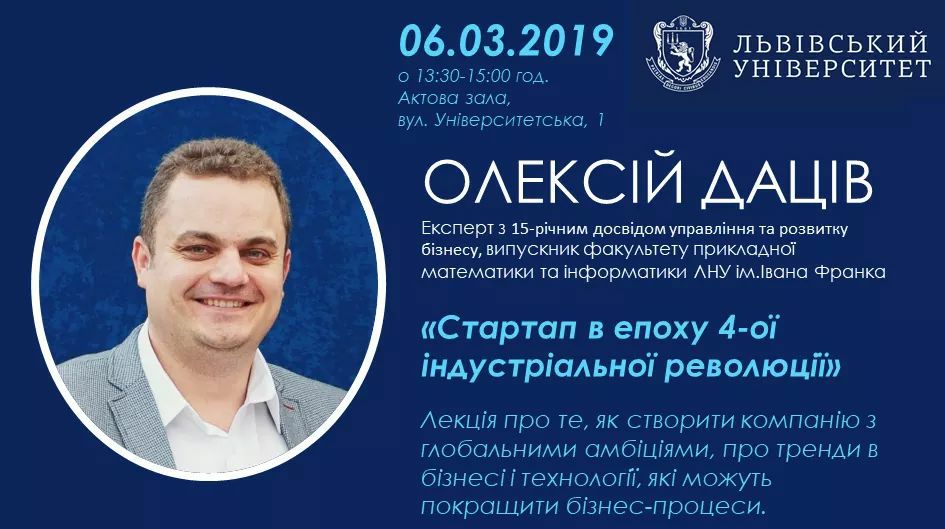 06.03.2019
о 13:30-15:00 год.
Актова зала,
вул. Університетська, 1
ЛЬВІВСЬКИЙ
УНІВЕРСИТЕТ
ОЛЕКСІЙ ДАЦІВ
Експерт з 15-річним досвідом управління та розвитку
бізнесу, випускник факультету прикладної
математики та інформатики ЛНУ ім.Івана Франка
«Стартап в епоху 4-ої
індустріальної революції»
Лекція про те, як створити компанію з
глобальними амбіціями, про тренди в
бізнесі і технології, які можуть
покращити бізнес-процеси.